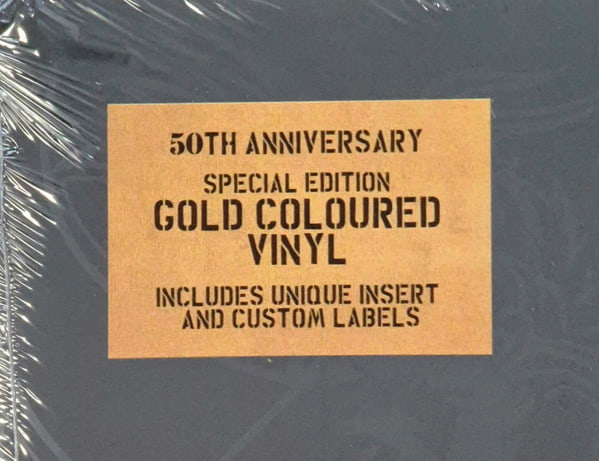 50TH ANNIVERSARY
SPECIAL EDITION
GOLD COLOURED
VINYL
INCLUDES UNIQUE INSERT
AND CUSTOM LABELS